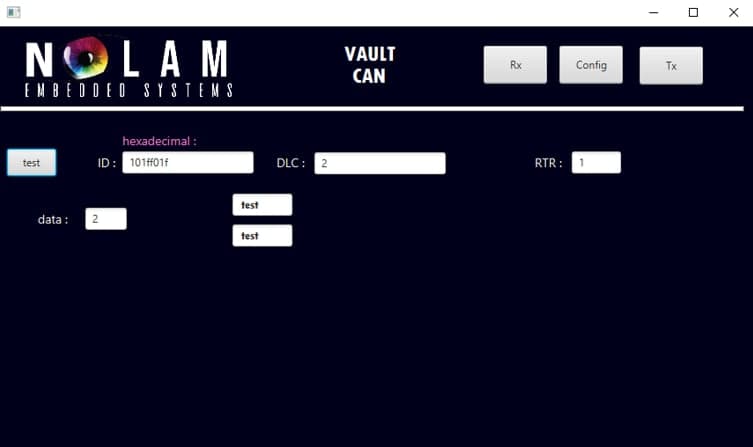 NOLAM
EMBEDDED SYSTEMS
VAULT
CAN
Rx
Config
Tx
hexadecimal :
test
ID : 101ff01f
DLC : 2
RTR : 1
data : 2
test
test